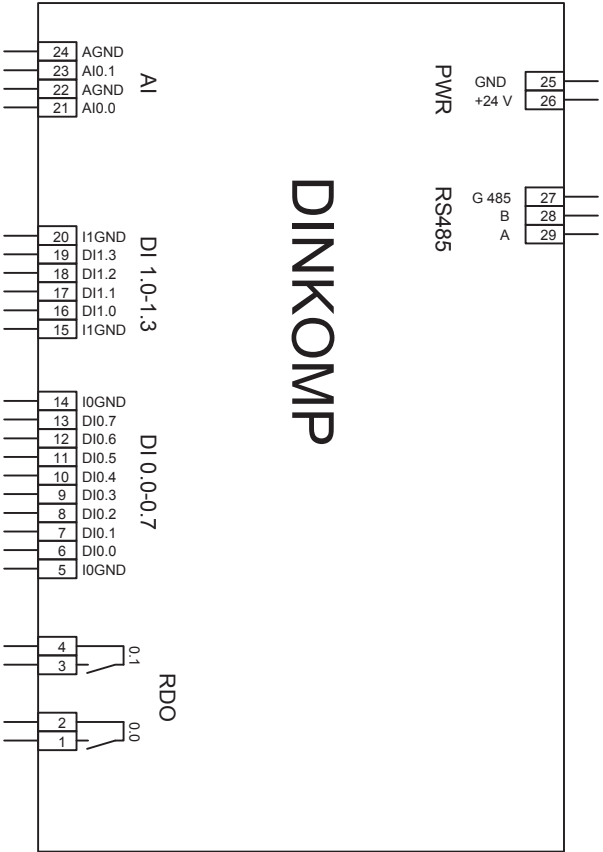 24 AGND
23 AI0.1
22 AGND
21 AI0.0
AI
20 I1GND
19 DI1.3
18 DI1.2
17 DI1.1
16 DI1.0
15 I1GND
DI 1.0-1.3
14 I0GND
13 DI0.7
12 DI0.6
11 DI0.5
10 DI0.4
9 DI0.3
8 DI0.2
7 DI0.1
6 DI0.0
5 I0GND
DI 0.0-0.7
4
3
0.1
2
1
0.0
RDO
DINKOMP
PWR
GND 25
+24 V 26
RS485
G 485 27
B 28
A 29